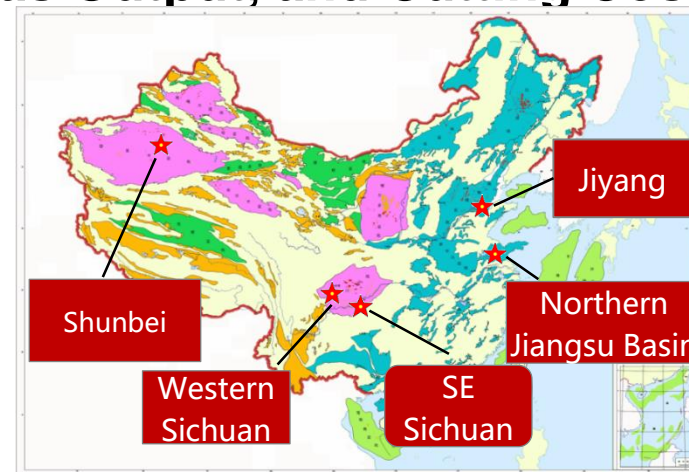 Jiyang
Northern
Jiangsu Basin
Shunbei
Western
Sichuan
SE
Sichuan